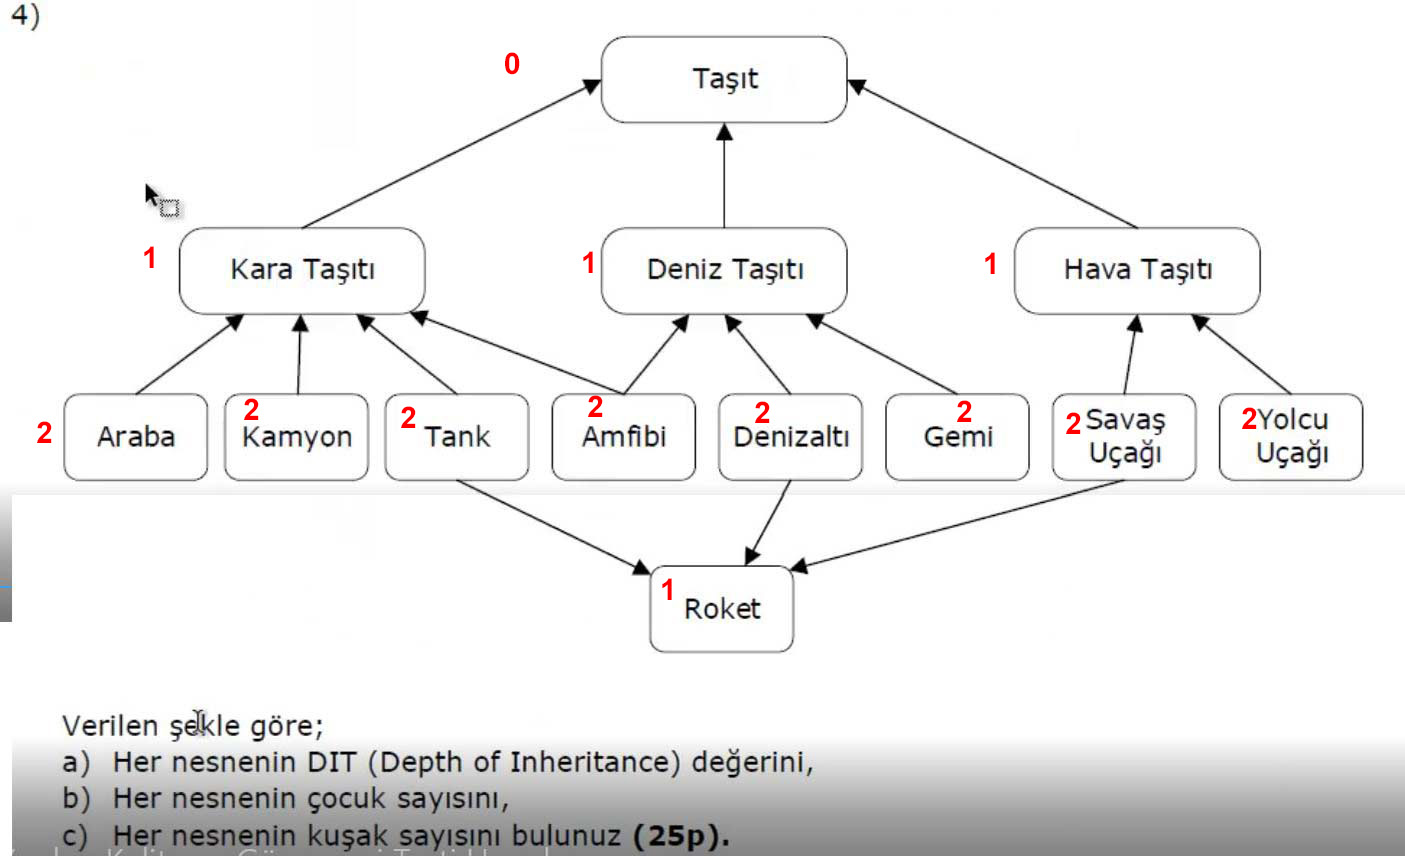 4)
0
Taşıt
1
Kara Taşıtı
1
Deniz Taşıtı
1
Hava Taşıtı
2
Araba
2
Kamyon
2
Tank
2
Amfibi
2
Denizaltı
2
Gemi
2
Savaş
Uçağı
2
Yolcu
Uçağı
1
Roket
Verilen şekle göre;
a) Her nesnenin DIT (Depth of Inheritance) değerini,
b) Her nesnenin çocuk sayısını,
c) Her nesnenin kuşak sayısını bulunuz (25p).